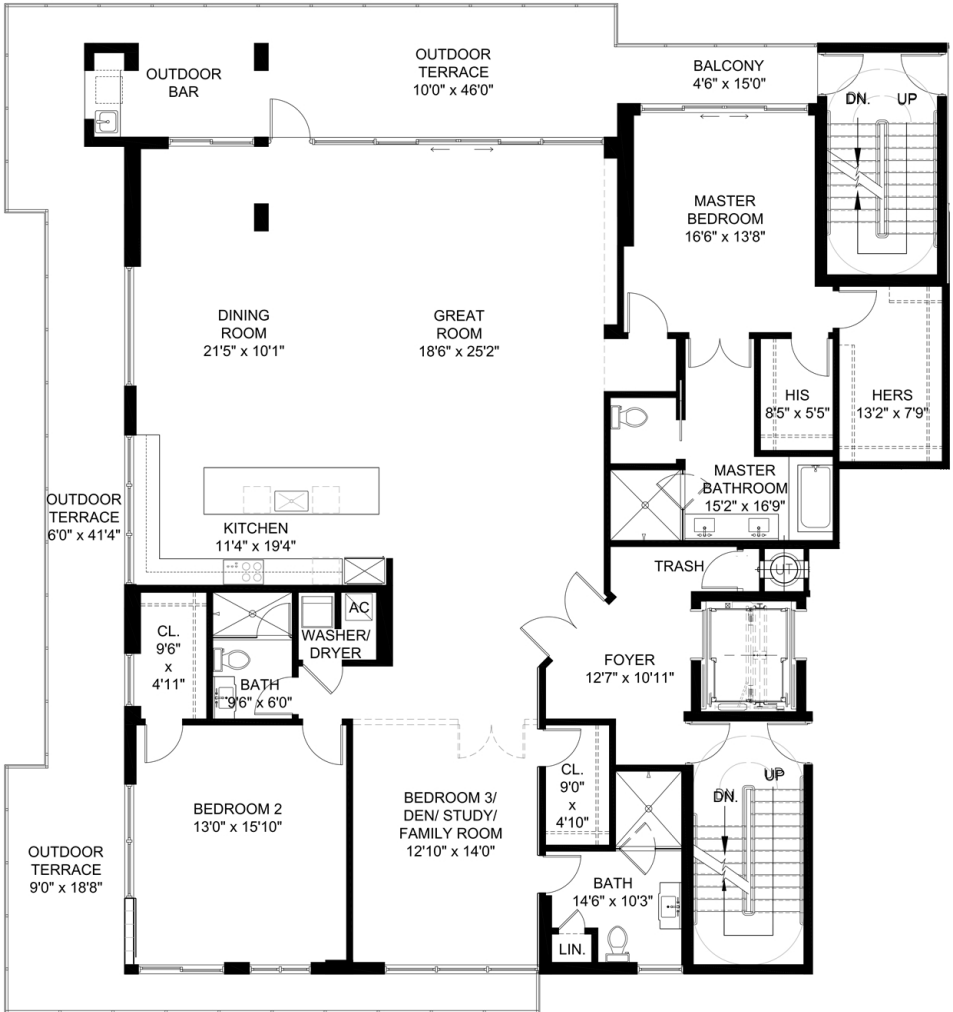 OUTDOOR
BAR
OUTDOOR
TERRACE
10'0" x 46'0"
BALCONY
4'6" x 15'0"
DN.
UP
MASTER
BEDROOM
16'6" x 13'8"
DINING
ROOM
21'5" x 10'1"
GREAT
ROOM
18'6" x 25'2"
HIS
8'5" x 5'5"
HERS
13'2" x 7'9"
MASTER
BATHROOM
15'2" x 16'9"
OUTDOOR
TERRACE
6'0" x 41'4"
KITCHEN
11'4" x 19'4"
TRASH
UT
AC
WASHER/
DRYER
CL.
9'6"
x
4'11"
BATH
9'6" x 6'0"
FOYER
12'7" x 10'11"
UP
DN.
CL.
9'0"
x
4'10"
BEDROOM 2
13'0" x 15'10"
BEDROOM 3/
DEN/ STUDY/
FAMILY ROOM
12'10" x 14'0"
OUTDOOR
TERRACE
9'0" x 18'8"
BATH
14'6" x 10'3"
LIN.